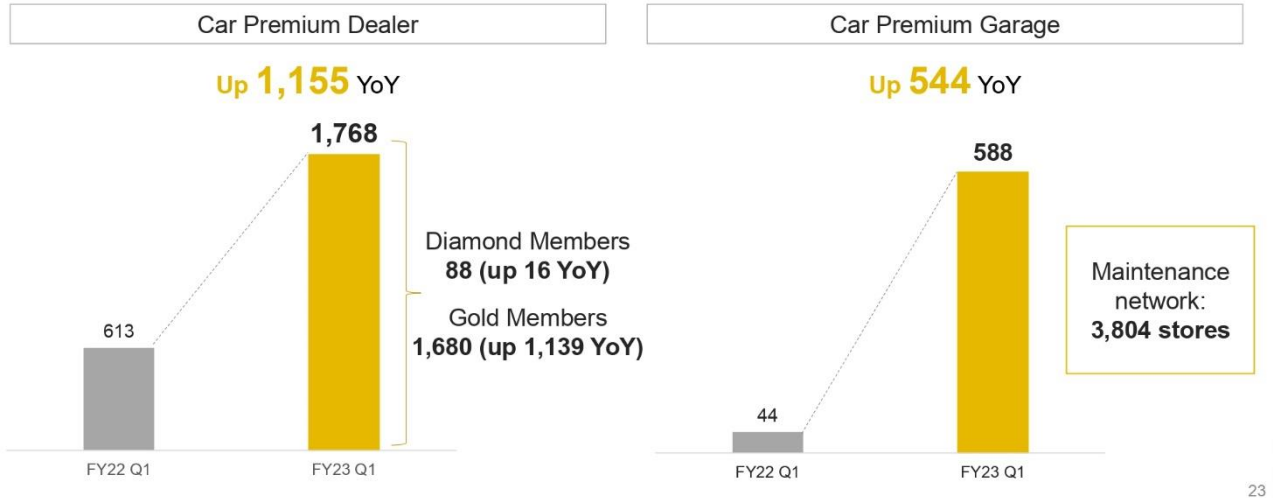 Car Premium Dealer
Up 1,155 YoY
1,768
613
Diamond Members
88 (up 16 YoY)
Gold Members
1,680 (up 1,139 YoY)
FY22 Q1
FY23 Q1
Car Premium Garage
Up 544 YoY
588
44
Maintenance
network:
3,804 stores
FY22 Q1
FY23 Q1
23